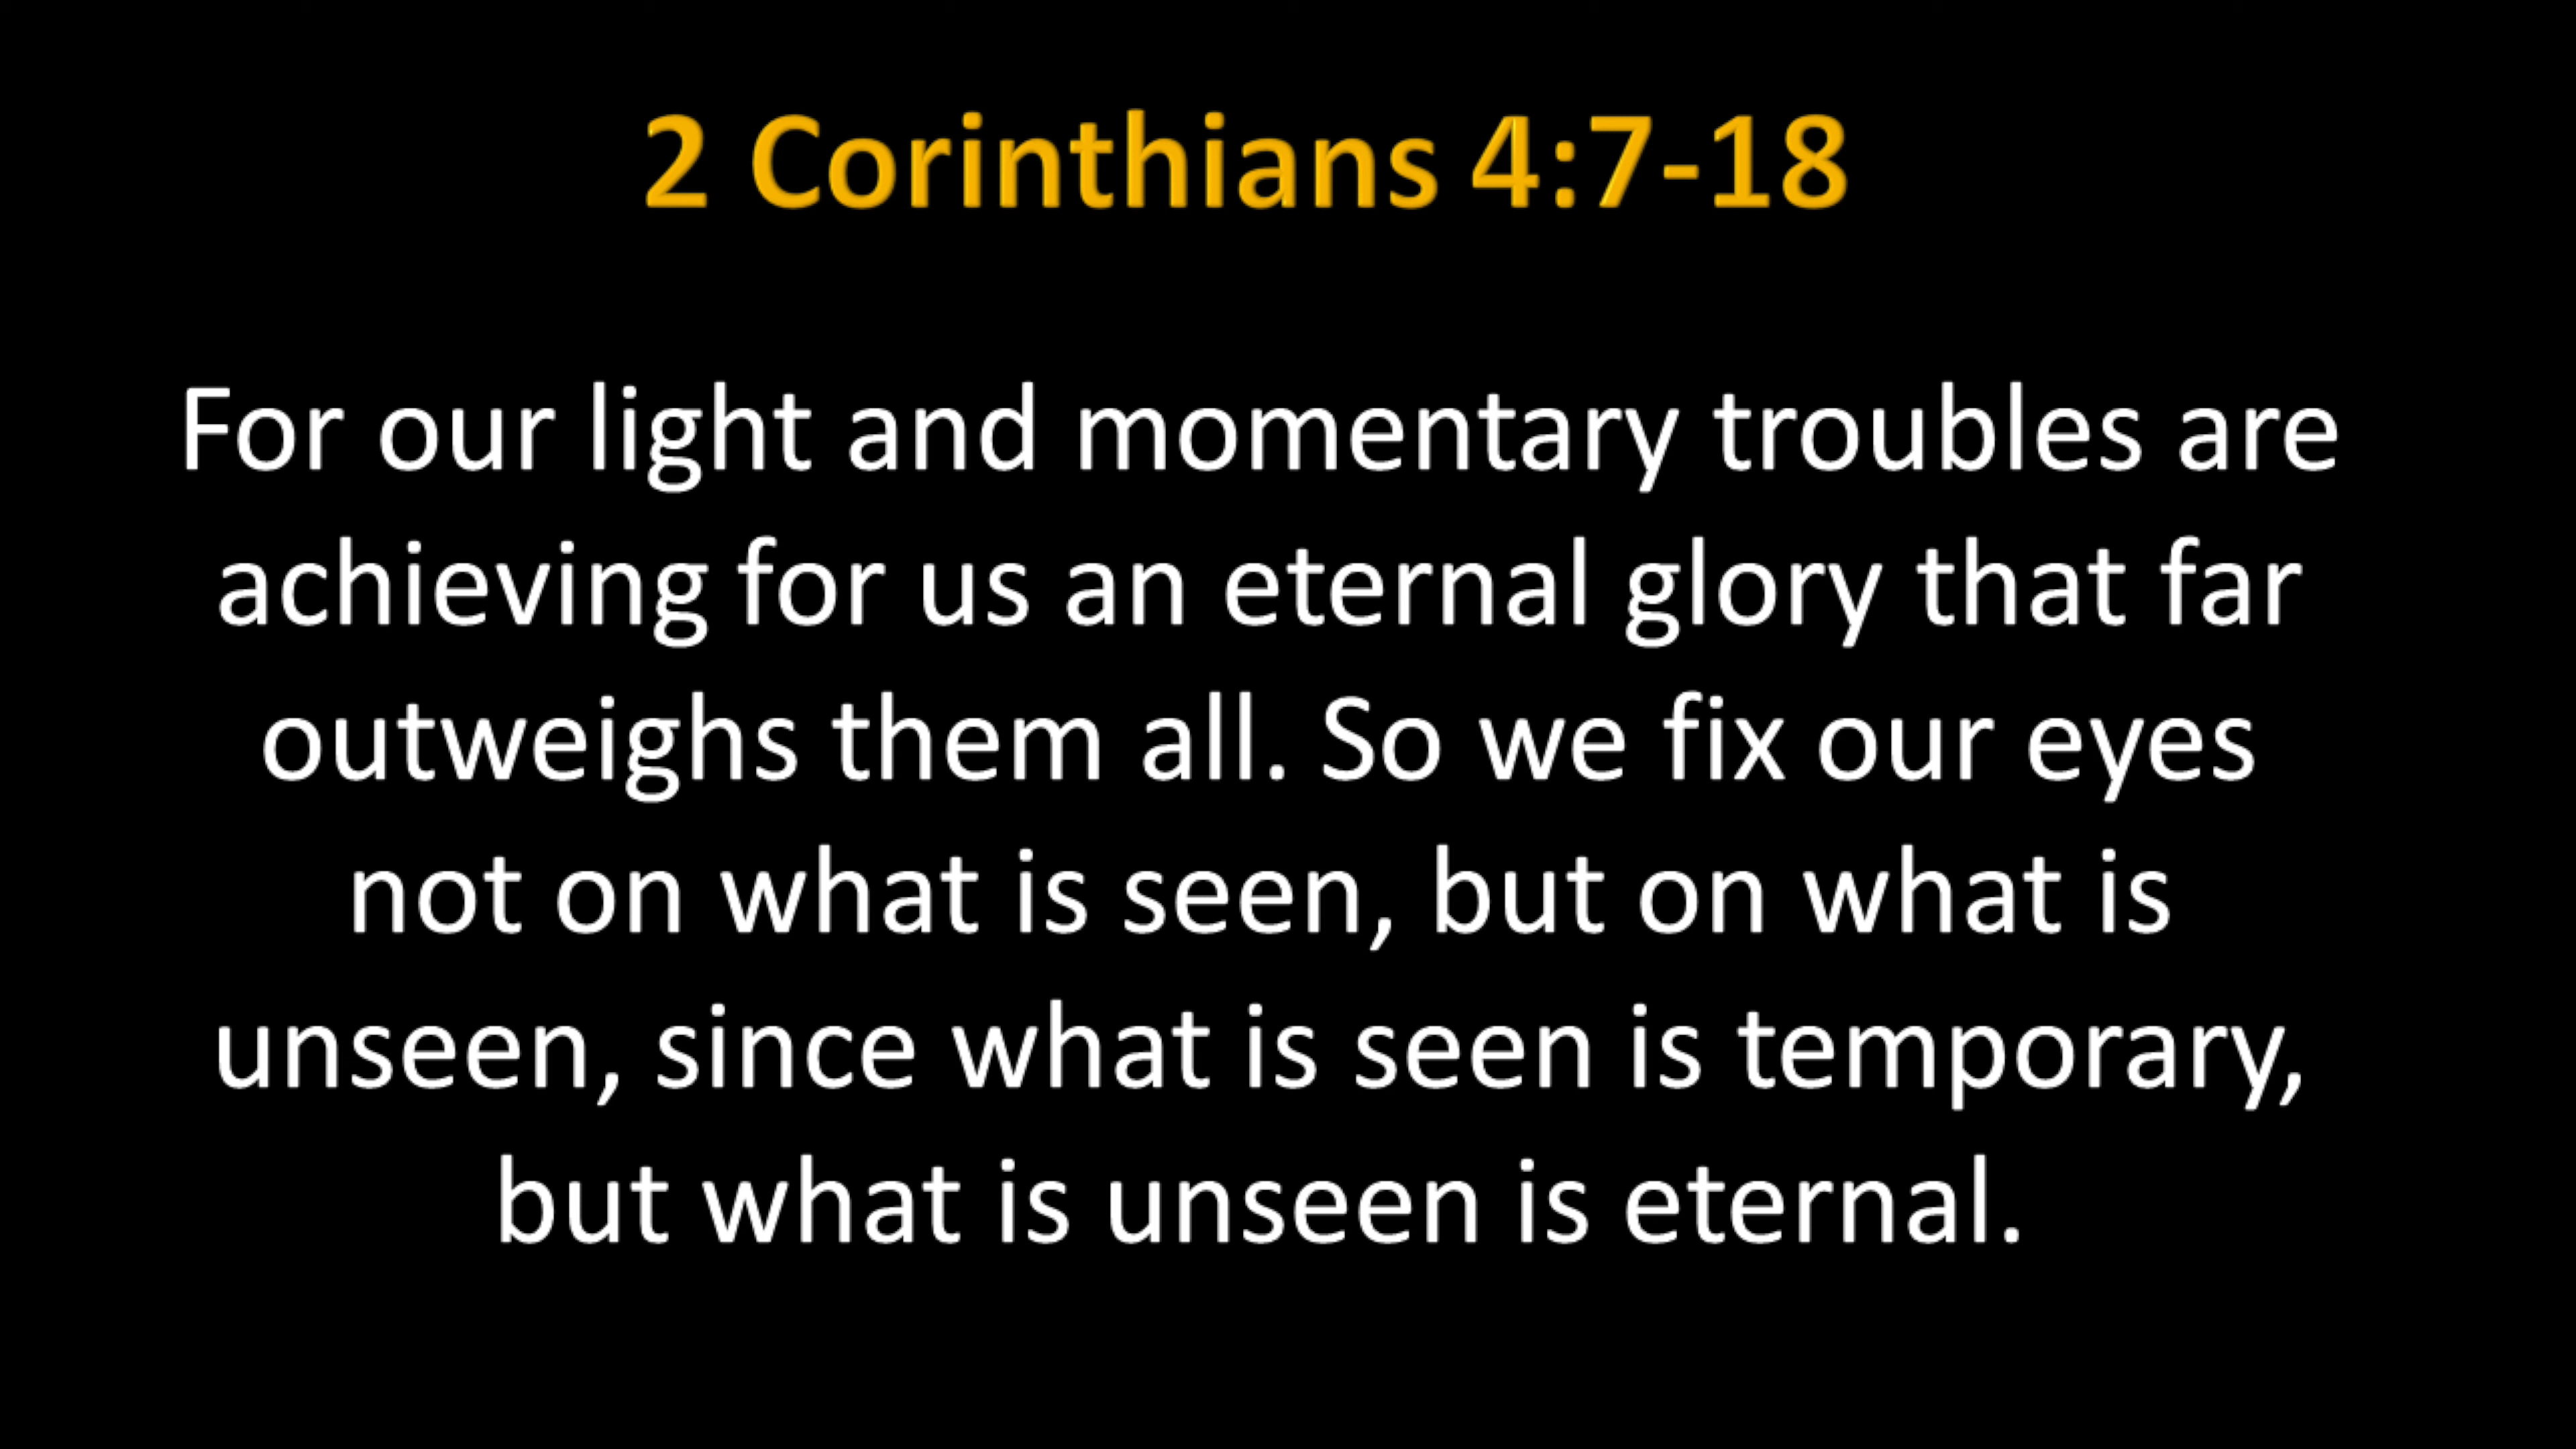 2 Corinthians 4:7-18
For our light and momentary troubles are
achieving for us an eternal glory that far
outweighs them all. So we fix our eyes
not on what is seen, but on what is
unseen, since what is seen is temporary,
but what is unseen is eternal.